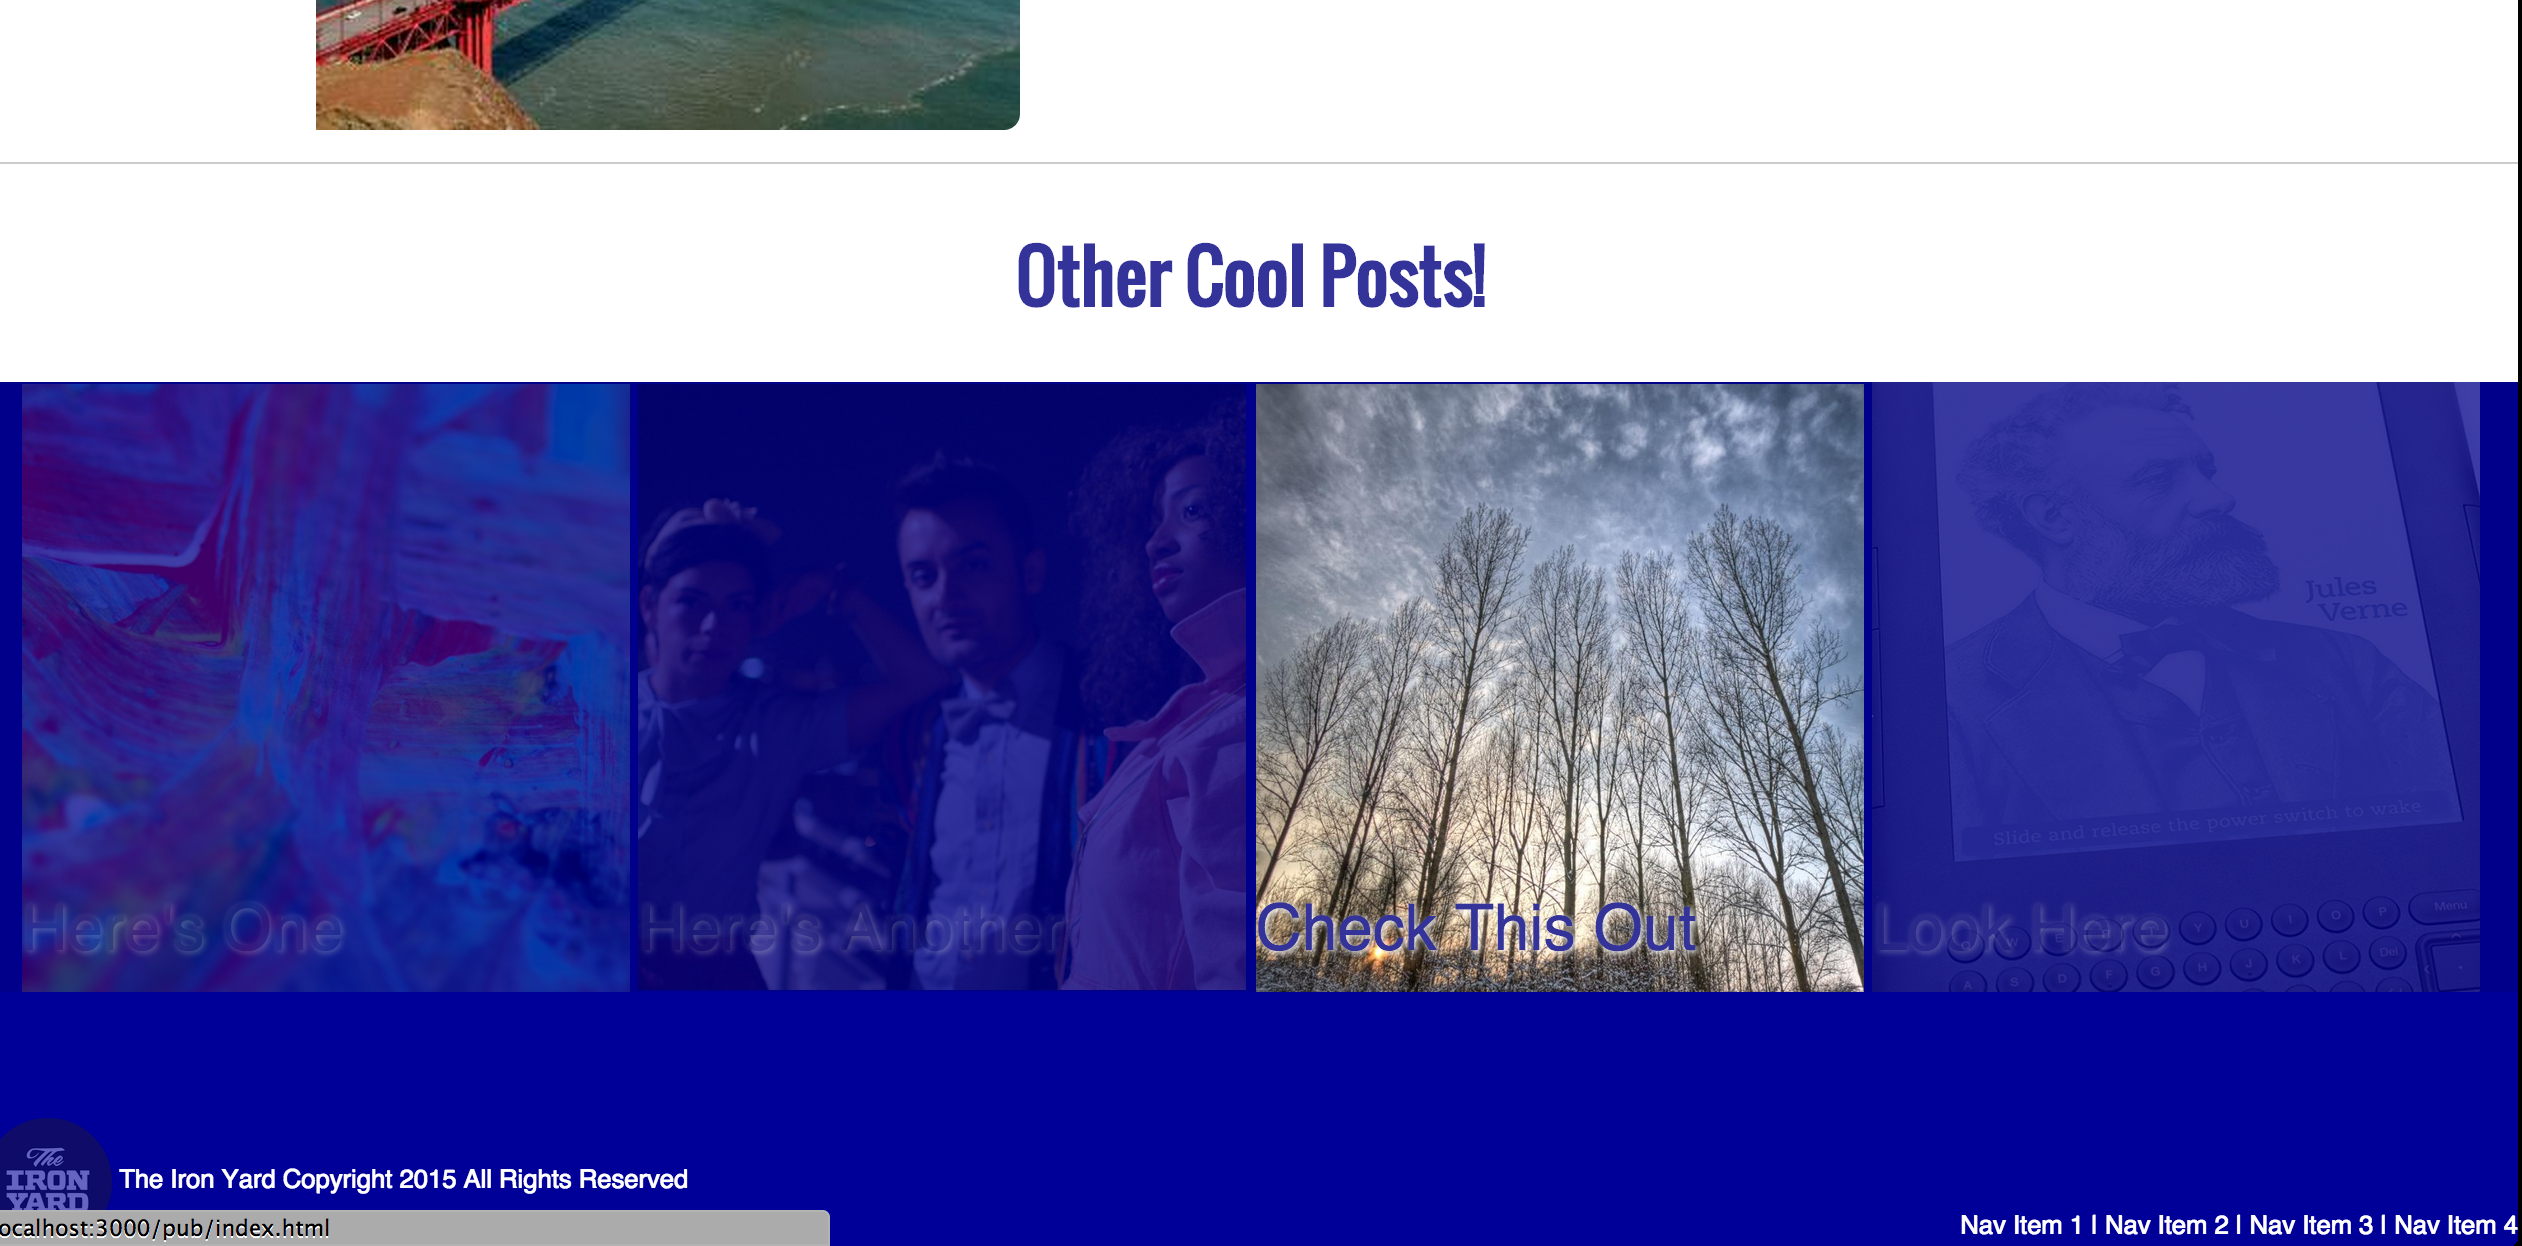 Other Cool Posts!
Jules
Verne
Slide and release the power switch to wake
Menu
Y U I O P
Del
A S D F G H J K L
Here's One
Here's Another
Check This Out
Look Here
The
IRON
YARD
The Iron Yard Copyright 2015 All Rights Reserved
ocalhost:3000/pub/index.html
Nav Item 1 | Nav Item 2 | Nav Item 3 | Nav Item 4